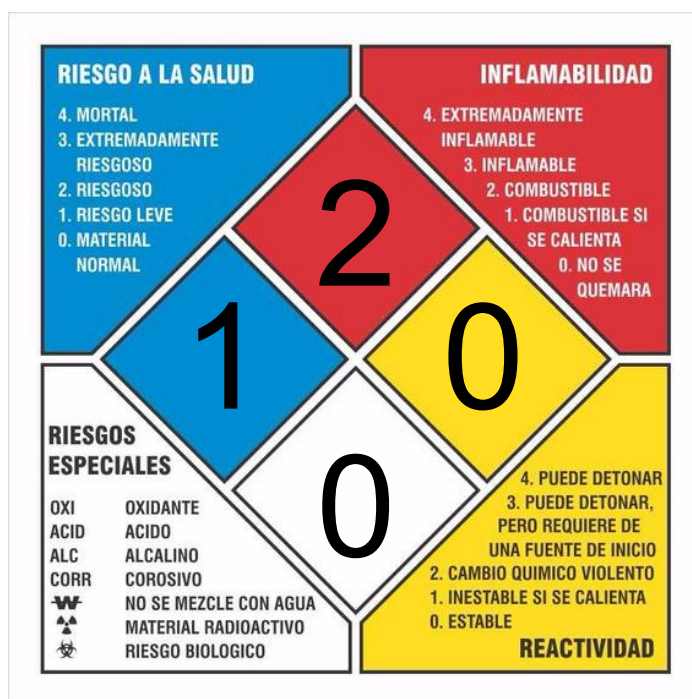 RIESGO A LA SALUD
4. MORTAL
3. EXTREMADAMENTE
RIESGOSO
2. RIESGOSO
1. RIESGO LEVE
0. MATERIAL
NORMAL
INFLAMABILIDAD
4. EXTREMADAMENTE
INFLAMABLE
3. INFLAMABLE
2. COMBUSTIBLE
1. COMBUSTIBLE SI
SE CALIENTA
0. NO SE
QUEMARA
2
1
0
0
RIESGOS
ESPECIALES
OXI OXIDANTE
ACID ACIDO
ALC ALCALINO
CORR COROSIVO
W NO SE MEZCLE CON AGUA
MATERIAL RADIOACTIVO
RIESGO BIOLOGICO
4. PUEDE DETONAR
3. PUEDE DETONAR,
PERO REQUIERE DE
UNA FUENTE DE INICIO
2. CAMBIO QUIMICO VIOLENTO
1. INESTABLE SI SE CALIENTA
0. ESTABLE
REACTIVIDAD